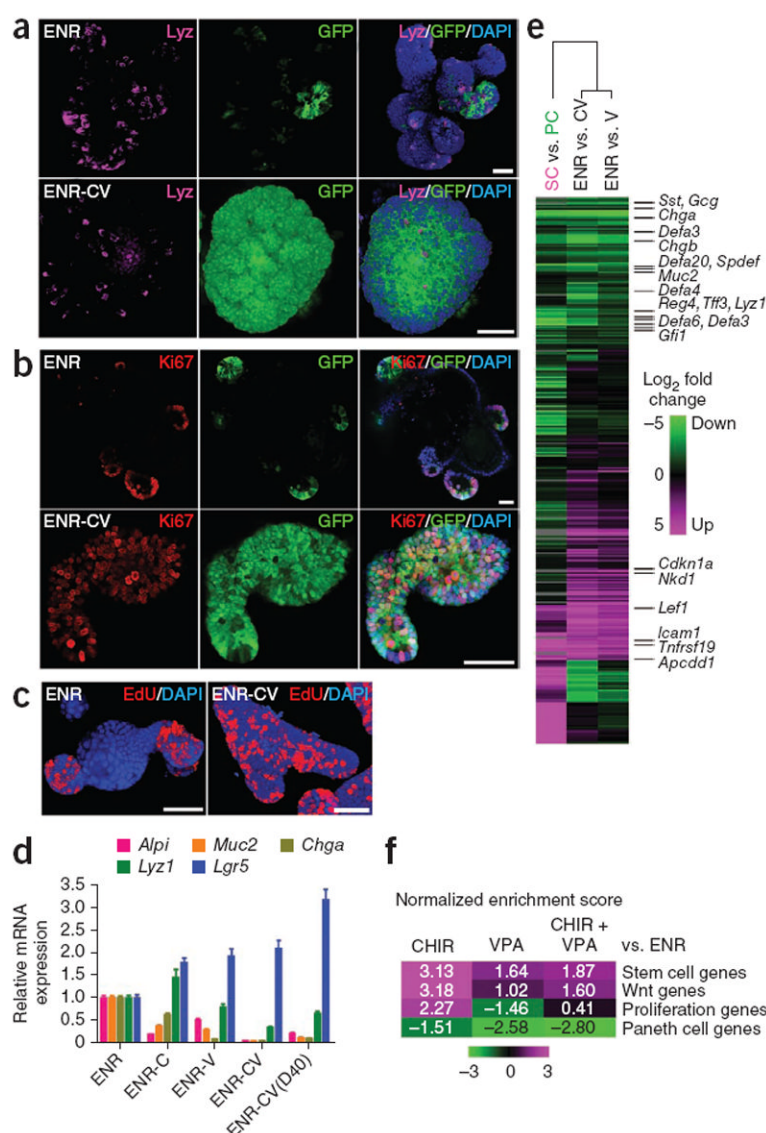 a
ENR
Lyz
GFP
Lyz/GFP/DAPI
ENR-CV
Lyz
GFP
Lyz/GFP/DAPI
b
ENR
Ki67
GFP
Ki67/GFP/DAPI
ENR-CV
Ki67
GFP
Ki67/GFP/DAPI
c
ENR
EdU/DAPI
ENR-CV
EdU/DAPI
d
Alpi
Muc2
Chga
Lyz1
Lgr5
Relative mRNA
expression
3.5
3.0
2.5
2.0
1.5
1.0
0.5
0
ENR
ENR-C
ENR-V
ENR-CV
ENR-CV(D40)
e
SC vs. PC
ENR vs. CV
ENR vs. V
Sst, Gcg
Chga
Defa3
Chgb
Defa20, Spdef
Muc2
Defa4
Reg4, Tff3, Lyz1
Defa6, Defa3
Gfi1
Log2 fold
change
−5
Down
0
5
Up
Cdkn1a
Nkd1
Lef1
Icam1
Tnfrsf19
Apcdd1
f
Normalized enrichment score
CHIR
VPA
CHIR +
VPA
vs. ENR
3.13 1.64 1.87 Stem cell genes
3.18 1.02 1.60 Wnt genes
2.27 −1.46 0.41 Proliferation genes
−1.51 −2.58 −2.80 Paneth cell genes
−3 0 3